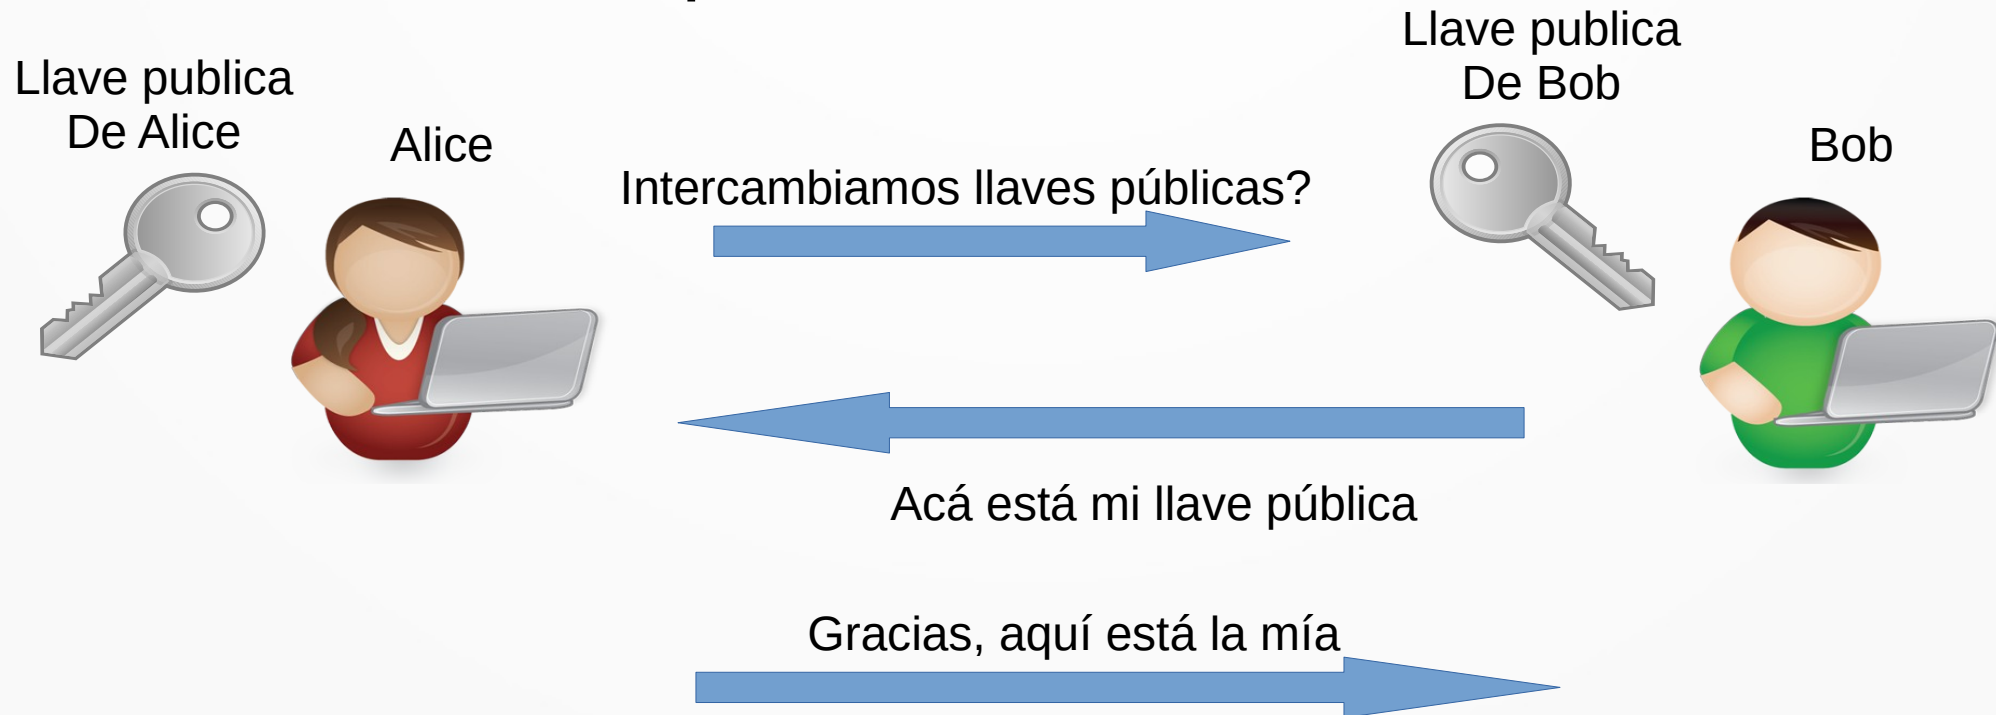 Llave publica
De Bob
Llave publica
De Alice
Alice
Bob
Intercambiamos llaves públicas?
Acá está mi llave pública
Gracias, aquí está la mía